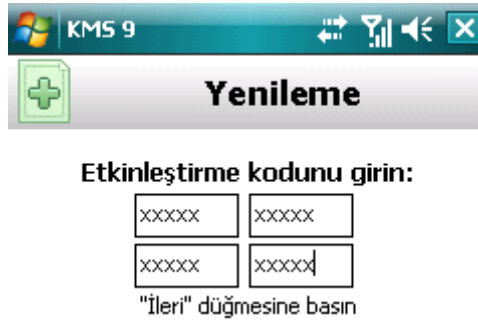 KMS 9
Yenileme
Etkinleştirme kodunu girin:
xxxxx xxxxx
xxxxx xxxxx
"İleri" düğmesine basın